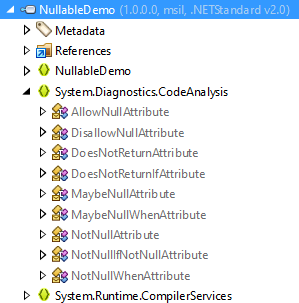 NullableDemo (1.0.0.0, msil, .NETStandard v2.0)
Metadata
References
NullableDemo
System.Diagnostics.CodeAnalysis
AllowNullAttribute
DisallowNullAttribute
DoesNotReturnAttribute
DoesNotReturnIfAttribute
MaybeNullAttribute
MaybeNullWhenAttribute
NotNullAttribute
NotNullIfNotNullAttribute
NotNullWhenAttribute
System.Runtime.CompilerServices